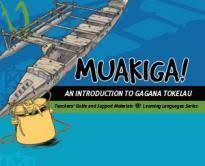 MUAKIGA!
AN INTRODUCTION TO GAGANA TOKELAU
Teachers' Guide and Support Materials Learning Languages Series